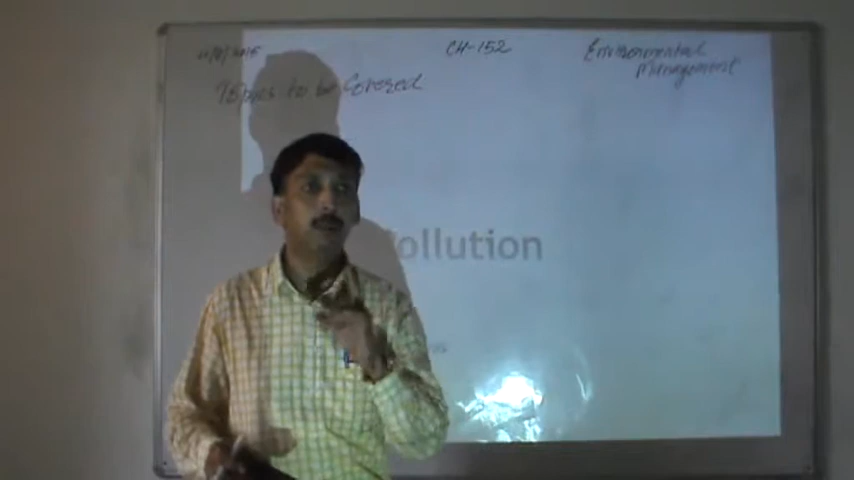 CH-152
Environmental
Management
Topics to be Covered
ollution